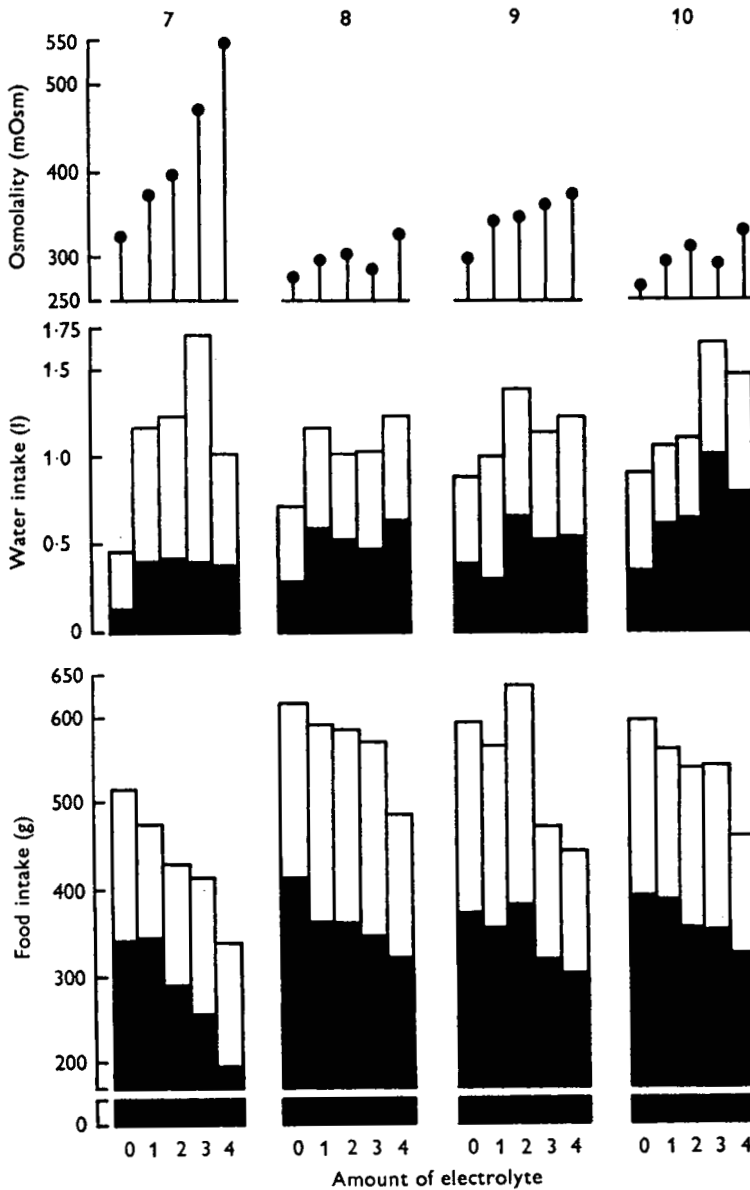 7 8 9 10
Osmolality (mOsm)
550
500
400
300
250
Water intake (l)
1·75
1·5
1·0
0·5
0
Food intake (g)
650
600
500
400
300
200
0
0 1 2 3 4 0 1 2 3 4 0 1 2 3 4 0 1 2 3 4
Amount of electrolyte